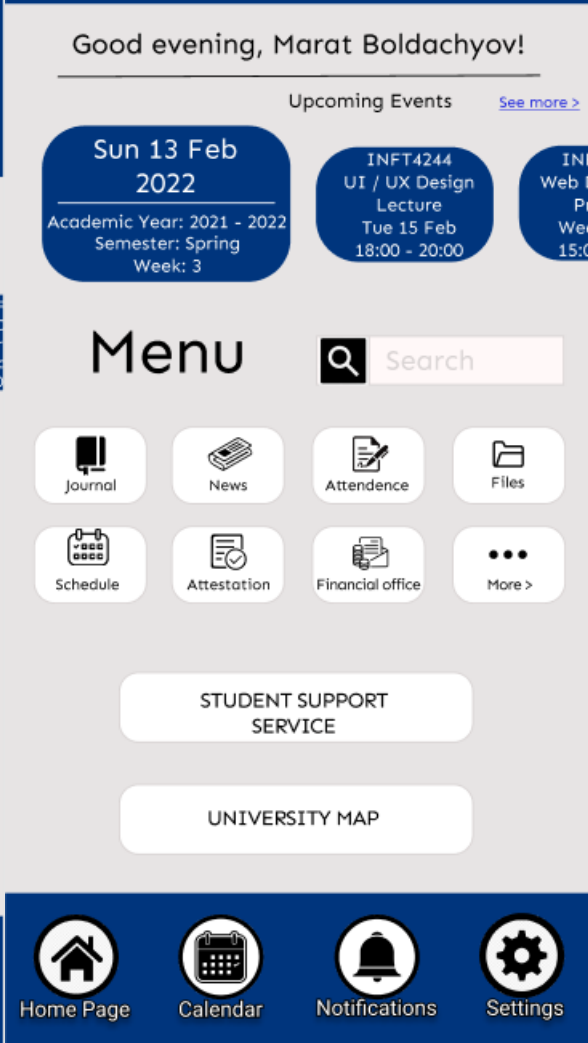 Good evening, Marat Boldachyov!
Upcoming Events
See more >
Sun 13 Feb
2022
Academic Year: 2021 - 2022
Semester: Spring
Week: 3
INFT4244
UI / UX Design
Lecture
Tue 15 Feb
18:00 - 20:00
Web
Menu
Search
Journal
News
Attendence
Files
Schedule
Attestation
Financial office
More >
STUDENT SUPPORT
SERVICE
UNIVERSITY MAP
Home Page
Calendar
Notifications
Settings